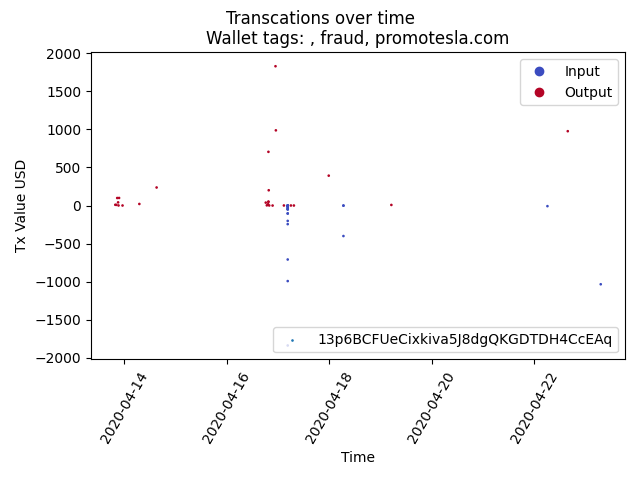 Transcations over time
Wallet tags: , fraud, promotesla.com
2000
1500
1000
500
0
−500
−1000
−1500
−2000
Tx Value USD
Input
Output
13p6BCFUeCixkiva5J8dgQKGDTDH4CcEAq
2020-04-14
2020-04-16
2020-04-18
2020-04-20
2020-04-22
Time